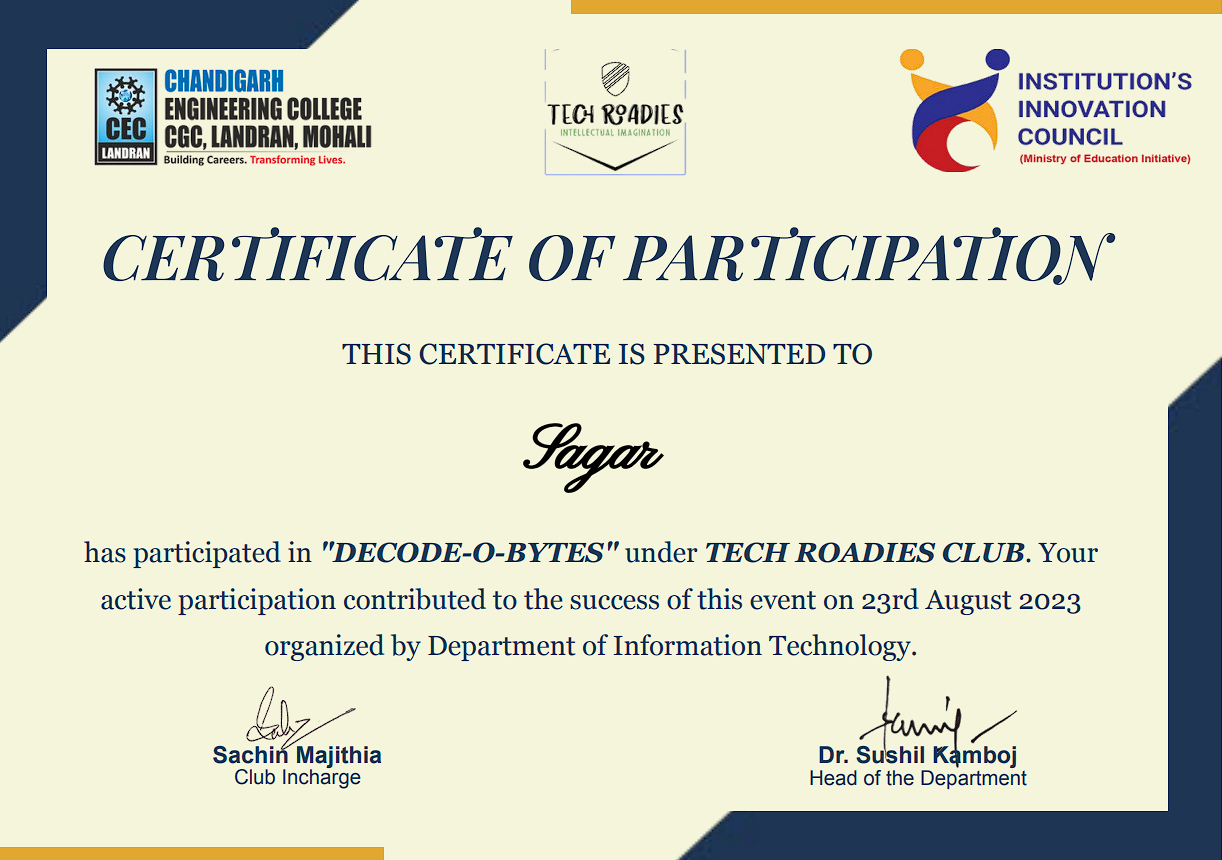 CHANDIGARH
ENGINEERING COLLEGE
CGC, LANDRAN, MOHALI
Building Careers. Transforming Lives.
CEC
LANDRAN
TECH ROADIES
INTELLECTUAL IMAGINATION
INSTITUTION'S
INNOVATION
COUNCIL
(Ministry of Education Initiative)
CERTIFICATE OF PARTICIPATION
THIS CERTIFICATE IS PRESENTED TO
Sagar
has participated in "DECODE-O-BYTES" under TECH ROADIES CLUB. Your
active participation contributed to the success of this event on 23rd August 2023
organized by Department of Information Technology.
Sachin Majithia
Club Incharge
Dr. Sushil Kamboj
Head of the Department